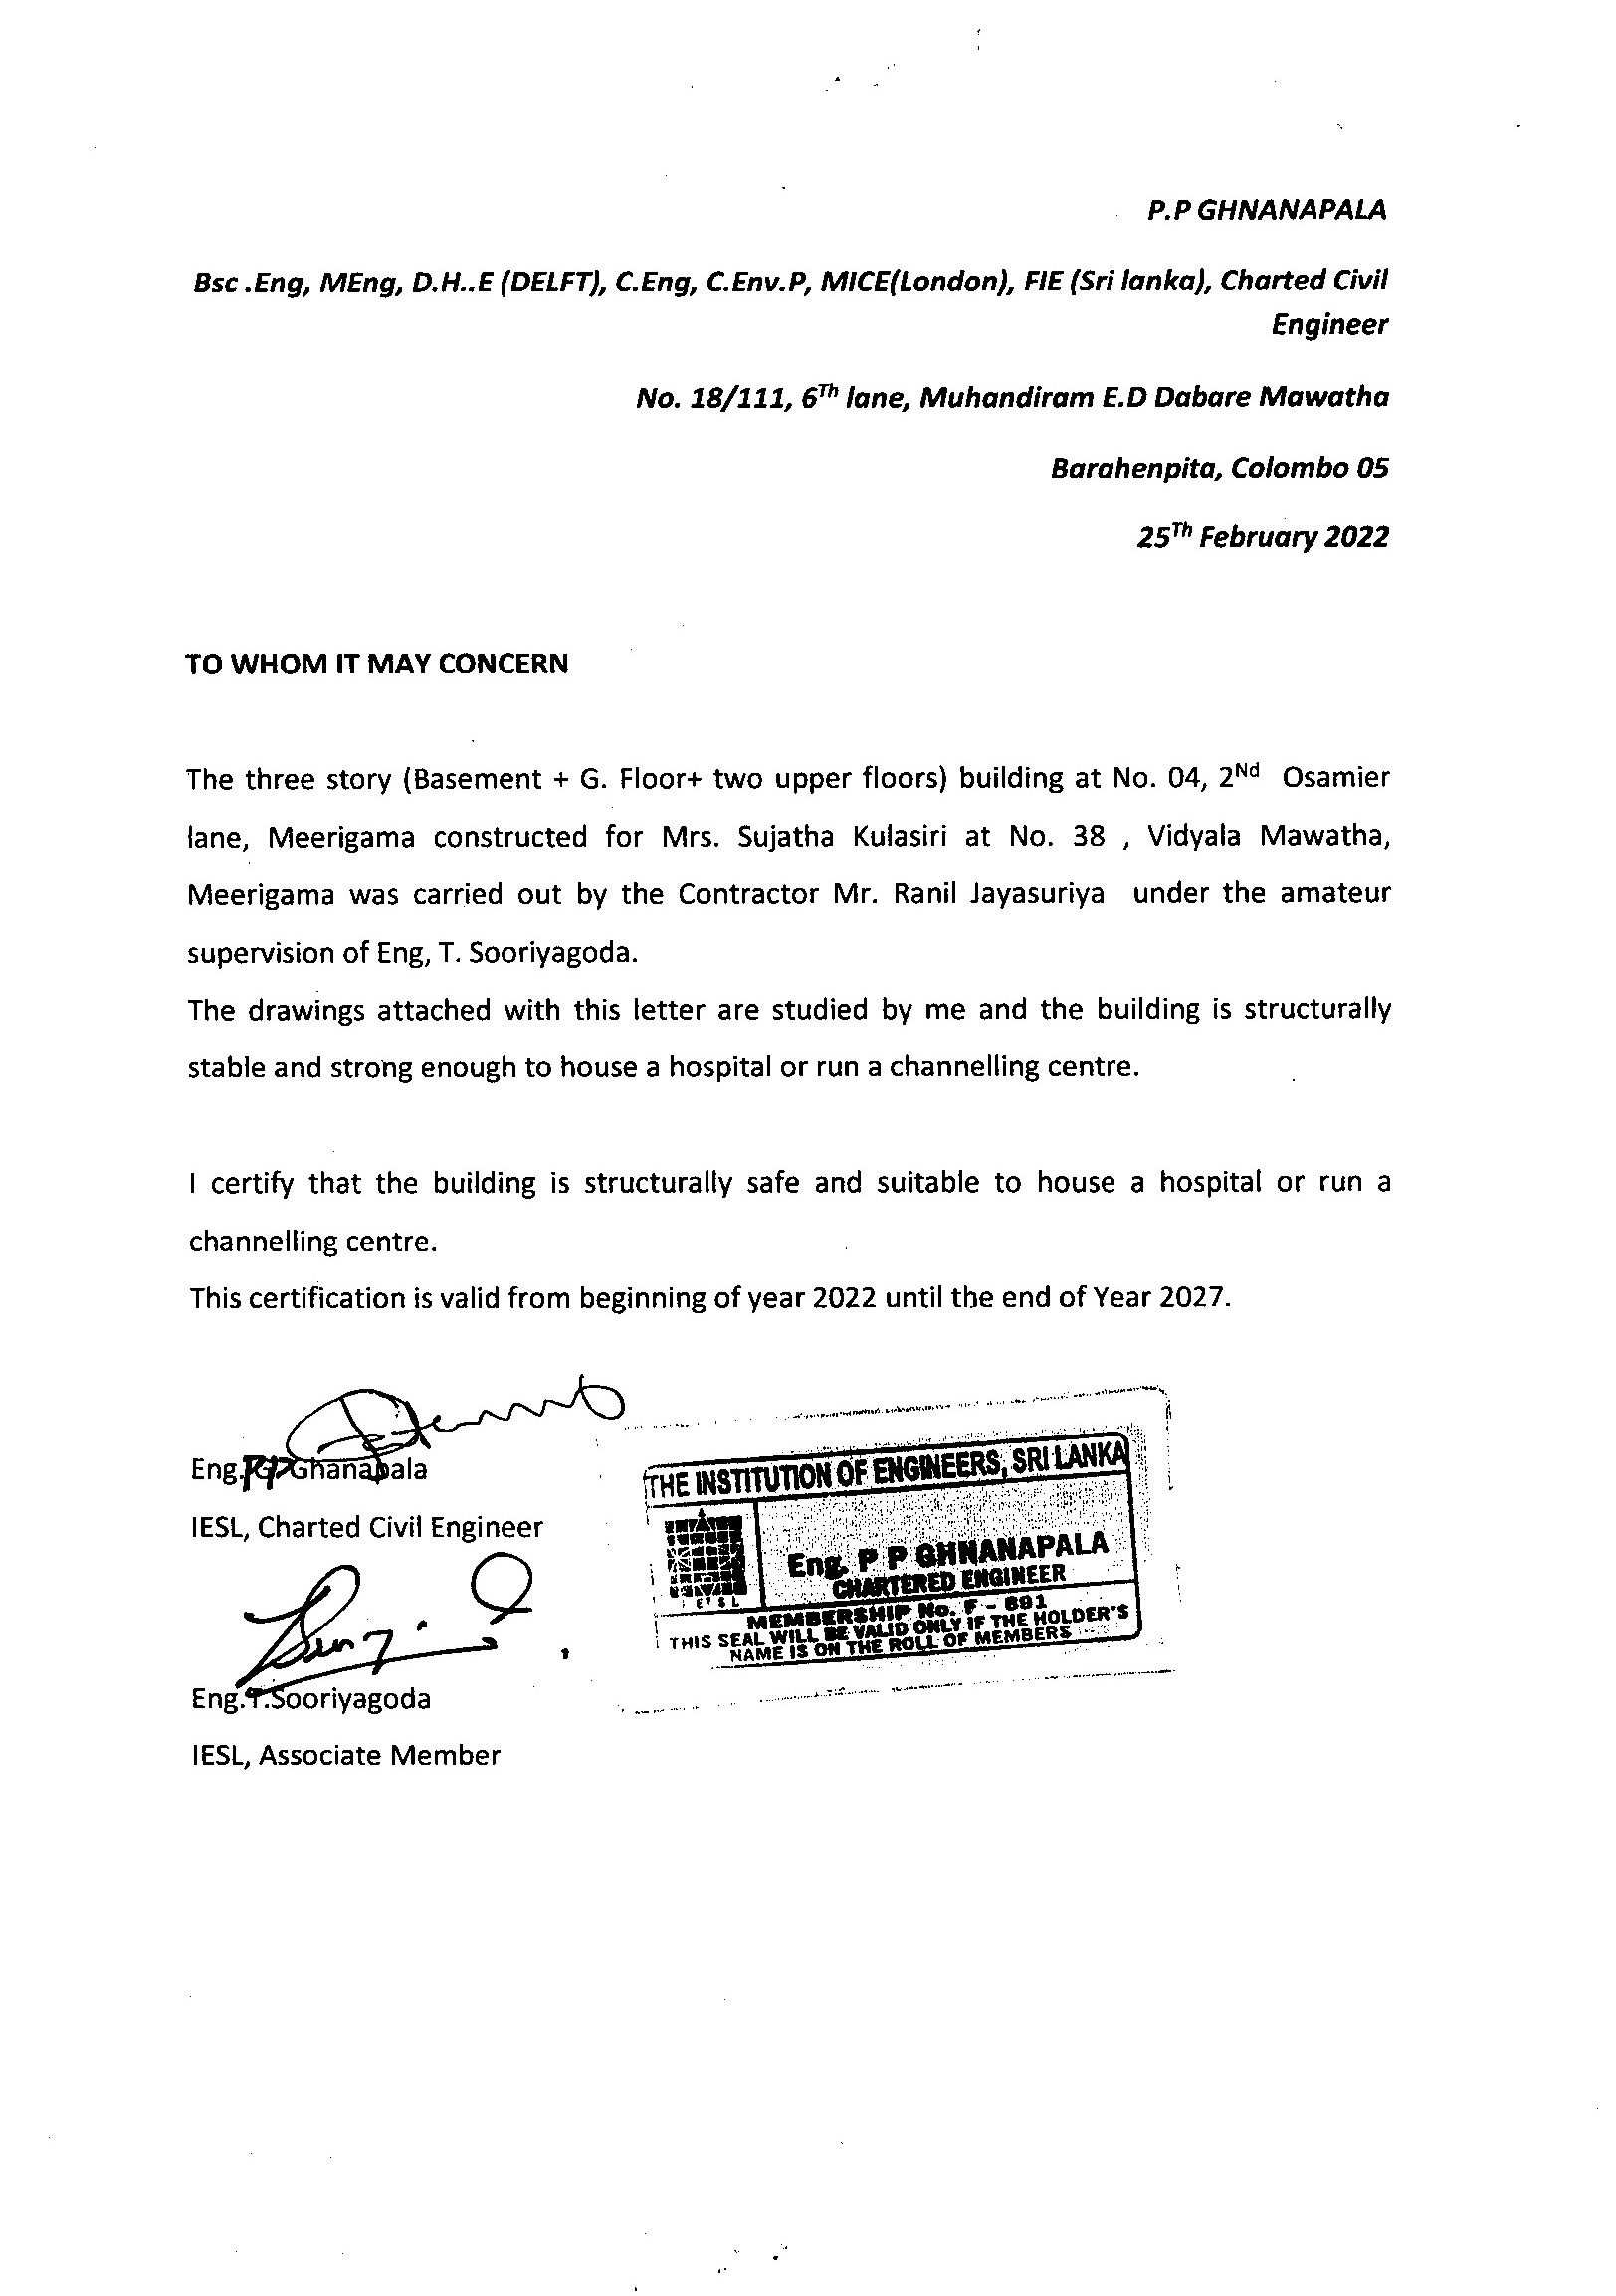 P.P GHNANAPALA
Bsc .Eng, MEng, D.H..E (DELFT), C.Eng, C.Env.P, MICE(London), FIE (Sri lanka), Charted Civil
Engineer
No. 18/111, 6Th lane, Muhandiram E.D Dabare Mawatha
Barahenpita, Colombo 05
25Th February 2022
TO WHOM IT MAY CONCERN
The three story (Basement + G. Floor+ two upper floors) building at No. 04, 2Nd Osamier
lane, Meerigama constructed for Mrs. Sujatha Kulasiri at No. 38 , Vidyala Mawatha,
Meerigama was carried out by the Contractor Mr. Ranil Jayasuriya under the amateur
supervision of Eng, T. Sooriyagoda.
The drawings attached with this letter are studied by me and the building is structurally
stable and strong enough to house a hospital or run a channelling centre.
I certify that the building is structurally safe and suitable to house a hospital or run a
channelling centre.
This certification is valid from beginning of year 2022 until the end of Year 2027.
Eng.
IESL, Charted Civil Engineer
THE INSTITUTION OF ENGINEERS, SRI LANKA
IESL
Eng. P P GHNANAPALA
CHARTERED ENGINEER
MEMBERSHIP No. F - 691
THIS SEAL WILL BE VALID ONLY IF THE HOLDER'S
NAME IS ON THE ROLL OF MEMBERS
Eng.T.Sooriyagoda
IESL, Associate Member